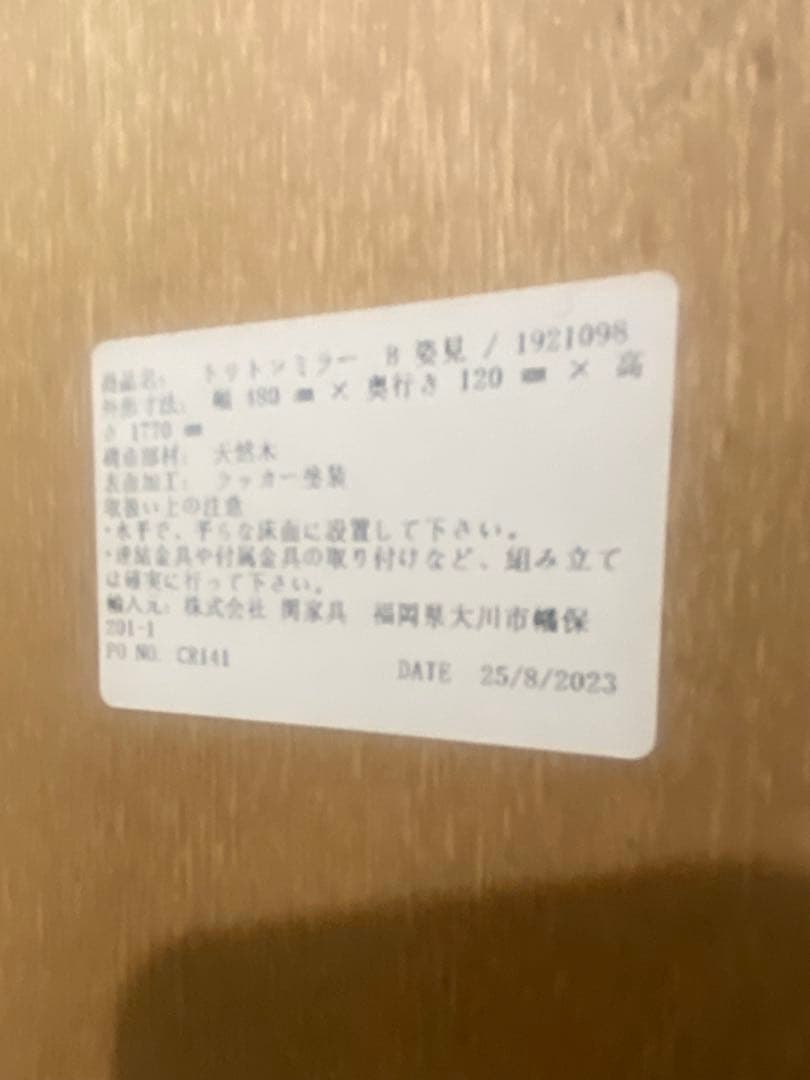 商品名: トットンミラー B 姿見 / 1921098
外形寸法: 幅 480 ㎜ × 奥行き 120 ㎜ × 高
さ 1770 ㎜
構造部材: 天然木
表面加工: ラッカー塗装
取扱い上の注意
・水平で、平らな床面に設置して下さい。
・連結金具や付属金具の取り付けなど、組み立て
は確実に行って下さい。
輸入元: 株式会社 関家具 福岡県大川市幡保
201-1
PO NO. CR141 DATE 25/8/2023